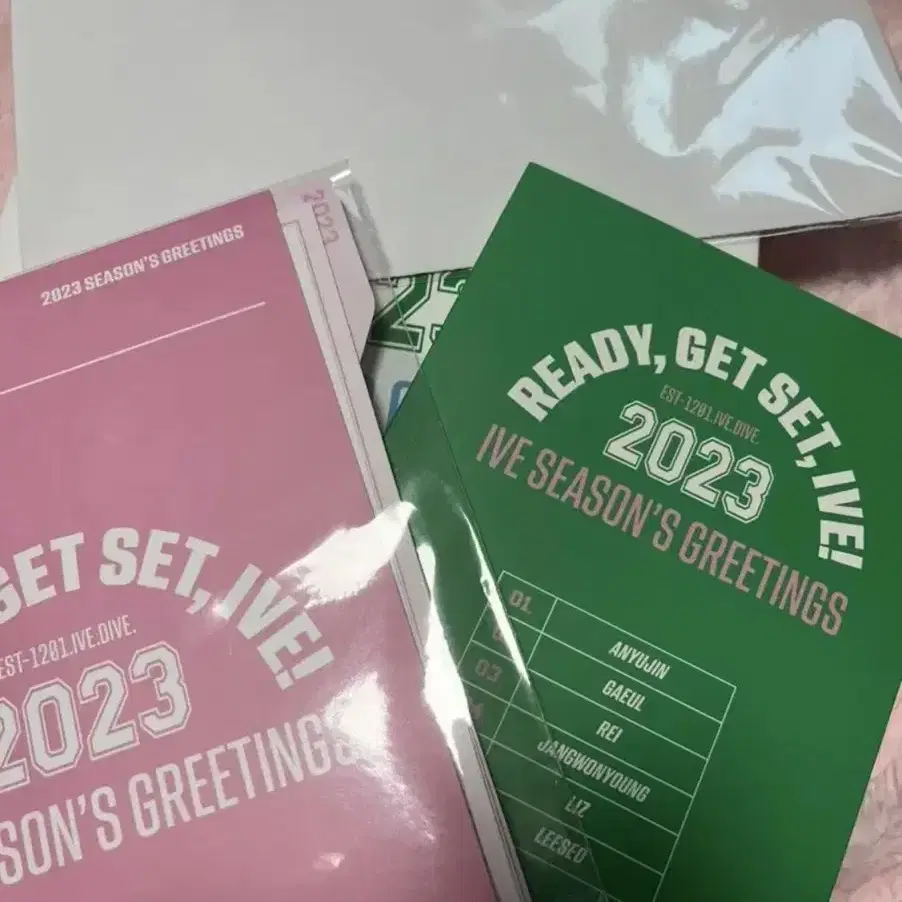 2023 SEASON'S GREETINGS
2023
GET SET, IVE!
EST-1201.IVE.DIVE.
2023
SON'S GREETINGS
READY, GET SET, IVE!
EST-1201.IVE.DIVE.
2023
IVE SEASON'S GREETINGS
01 ANYUJIN
GAEUL
03 REI
JANGWONYOUNG
LIZ
LEESEO